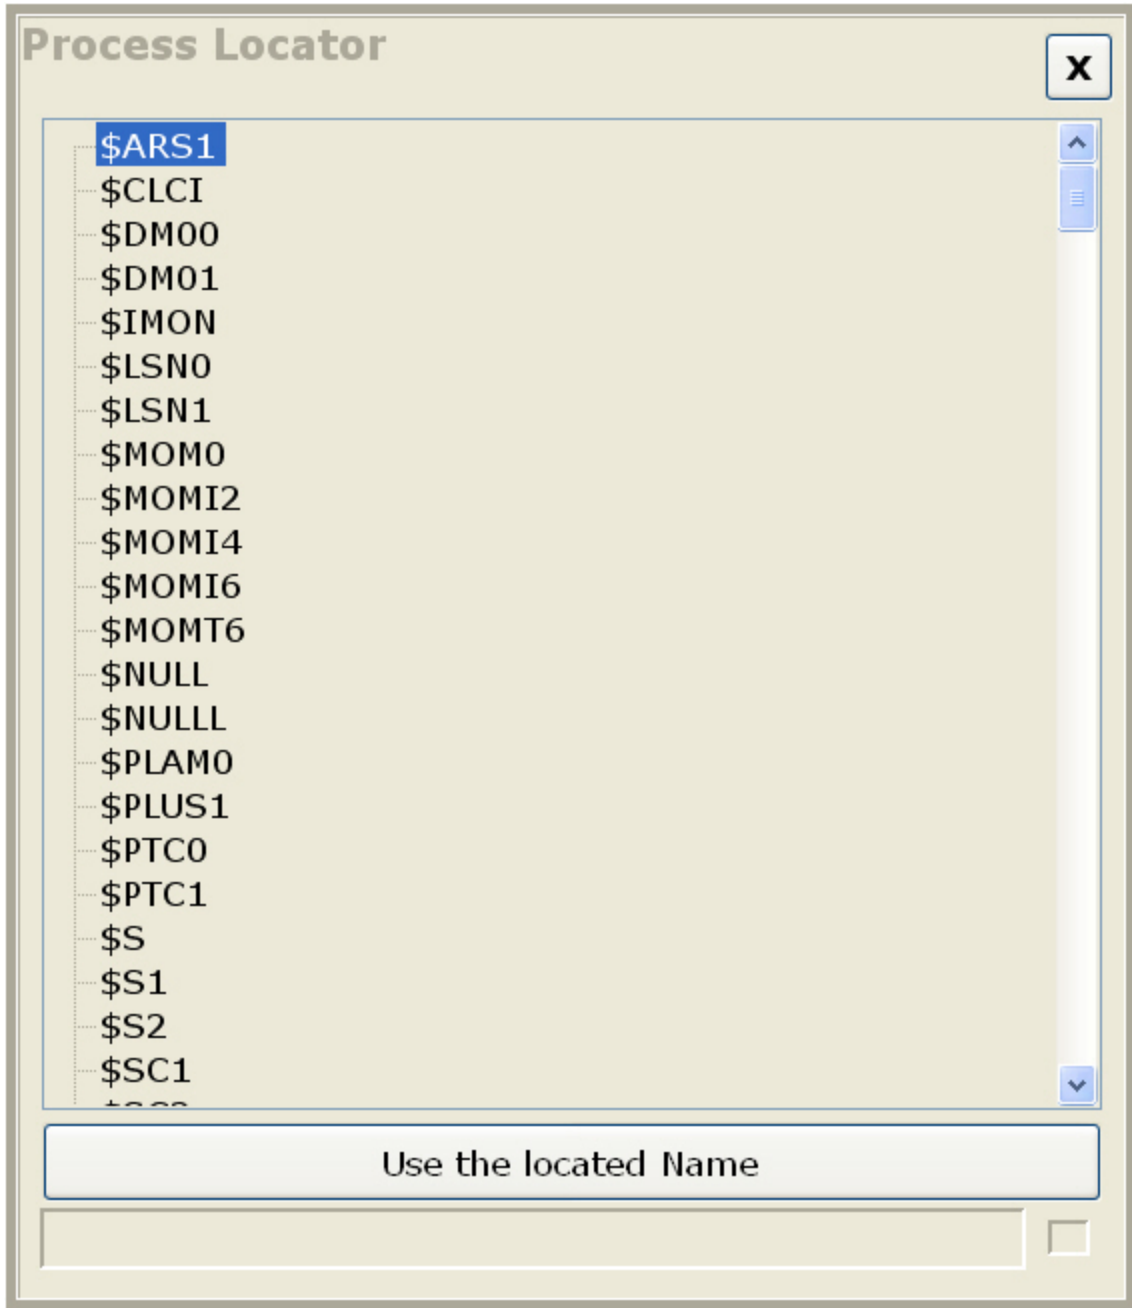 Process Locator
X
$ARS1
$CLCI
$DM00
$DM01
$IMON
$LSN0
$LSN1
$MOM0
$MOMI2
$MOMI4
$MOMI6
$MOMT6
$NULL
$NULLL
$PLAM0
$PLUS1
$PTC0
$PTC1
$S
$S1
$S2
$SC1
Use the located Name